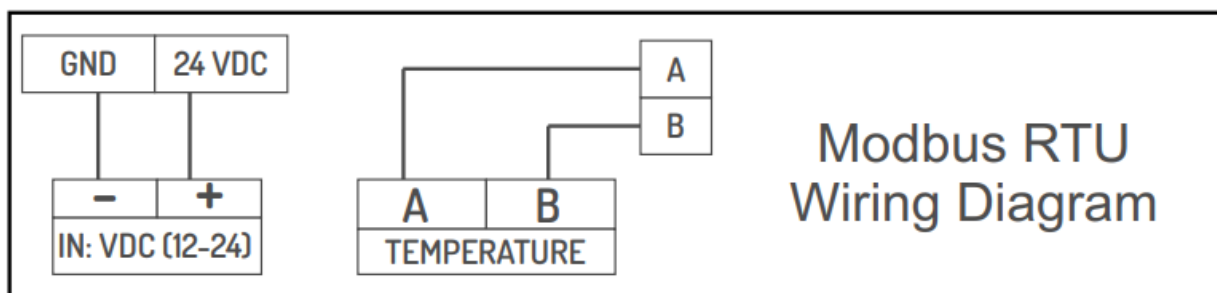 GND 24 VDC
- +
IN: VDC (12-24)
A
B
A B
TEMPERATURE
Modbus RTU
Wiring Diagram